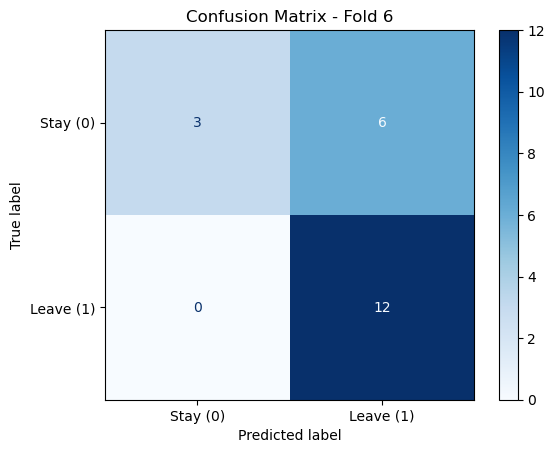 Confusion Matrix - Fold 6
12
Stay (0)
3
6
10
8
True label
6
4
Leave (1)
0
12
2
0
Stay (0)
Leave (1)
Predicted label